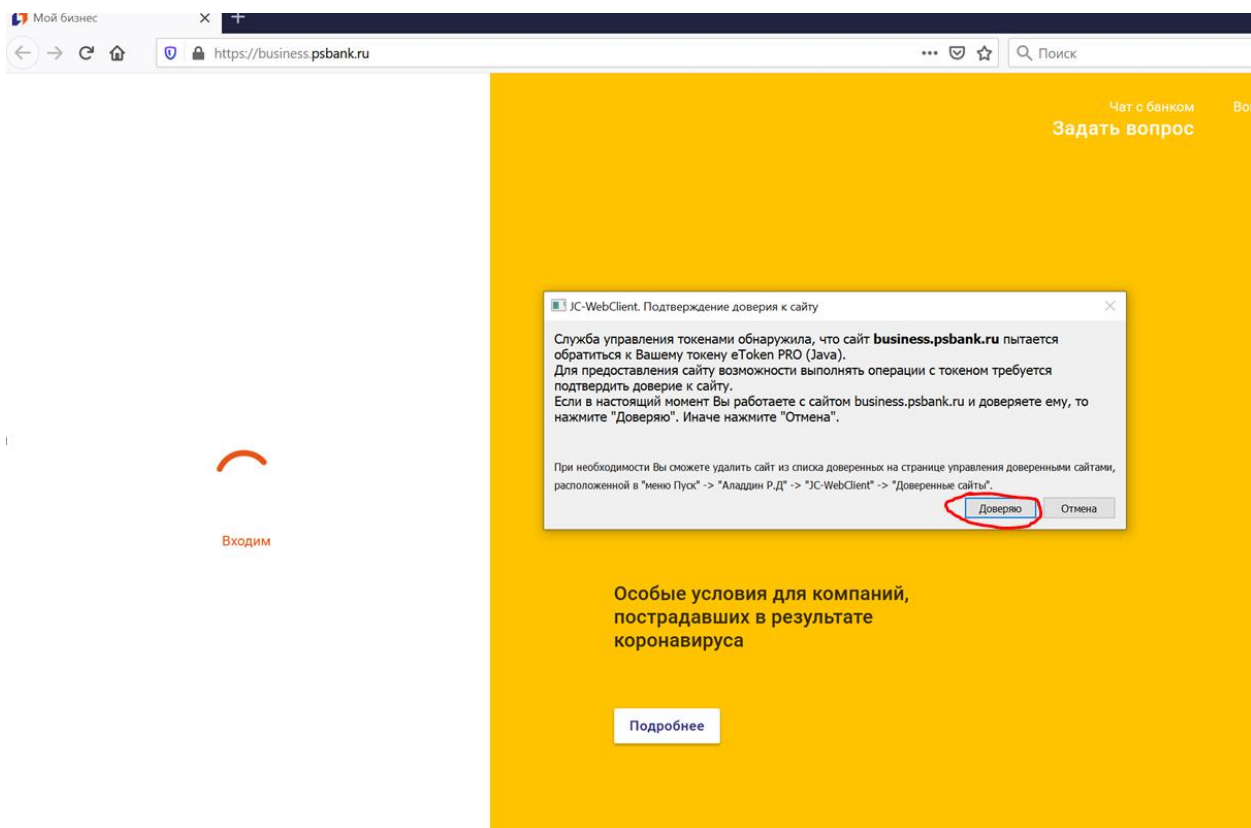 Мой бизнес
https://business.psbank.ru
Поиск
Чат с банком
Задать вопрос
JC-WebClient. Подтверждение доверия к сайту
Служба управления токенами обнаружила, что сайт business.psbank.ru пытается
обратиться к Вашему токену eToken PRO (Java).
Для предоставления сайту возможности выполнять операции с токеном требуется
подтвердить доверие к сайту.
Если в настоящий момент Вы работаете с сайтом business.psbank.ru и доверяете ему, то
нажмите "Доверяю". Иначе нажмите "Отмена".
При необходимости Вы сможете удалить сайт из списка доверенных на странице управления доверенными сайтами,
расположенной в "меню Пуск" -> "Аладдин Р.Д" -> "JC-WebClient" -> "Доверенные сайты".
Доверяю Отмена
Входим
Особые условия для компаний,
пострадавших в результате
коронавируса
Подробнее